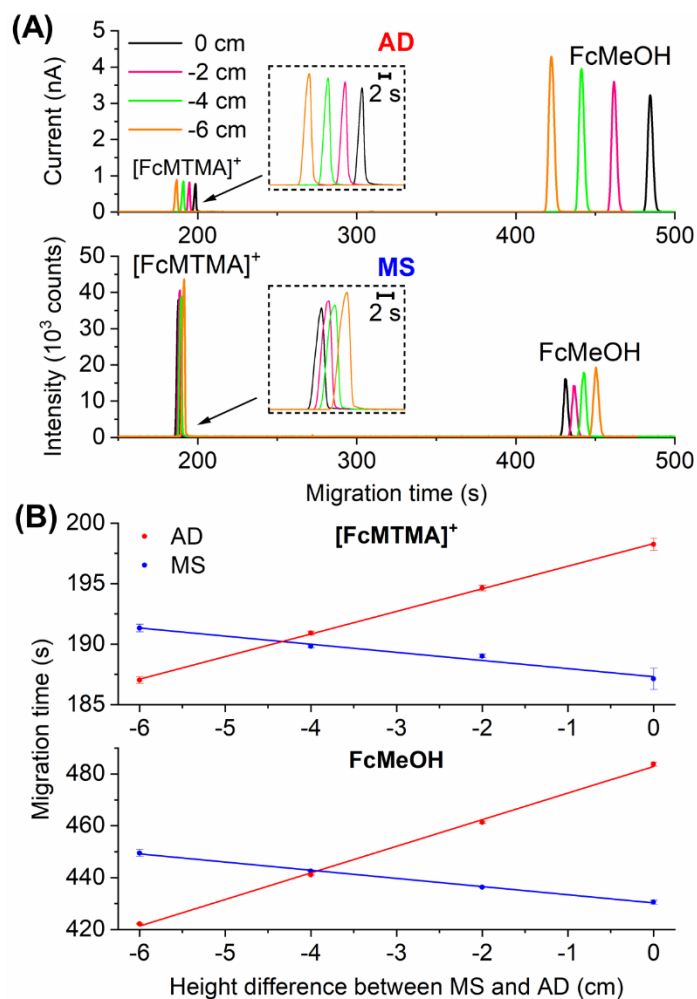 (A)
0 cm
-2 cm
-4 cm
-6 cm
AD
2 s
FcMeOH
[FcMTMA]⁺
Current (nA)
5
4
3
2
1
0
200 300 400 500
[FcMTMA]⁺
MS
2 s
FcMeOH
Intensity (10³ counts)
50
40
30
20
10
0
200 300 400 500
Migration time (s)
(B)
AD
MS
[FcMTMA]⁺
200
195
190
185
-6 -5 -4 -3 -2 -1 0
Migration time (s)
FcMeOH
480
460
440
420
-6 -5 -4 -3 -2 -1 0
Height difference between MS and AD (cm)